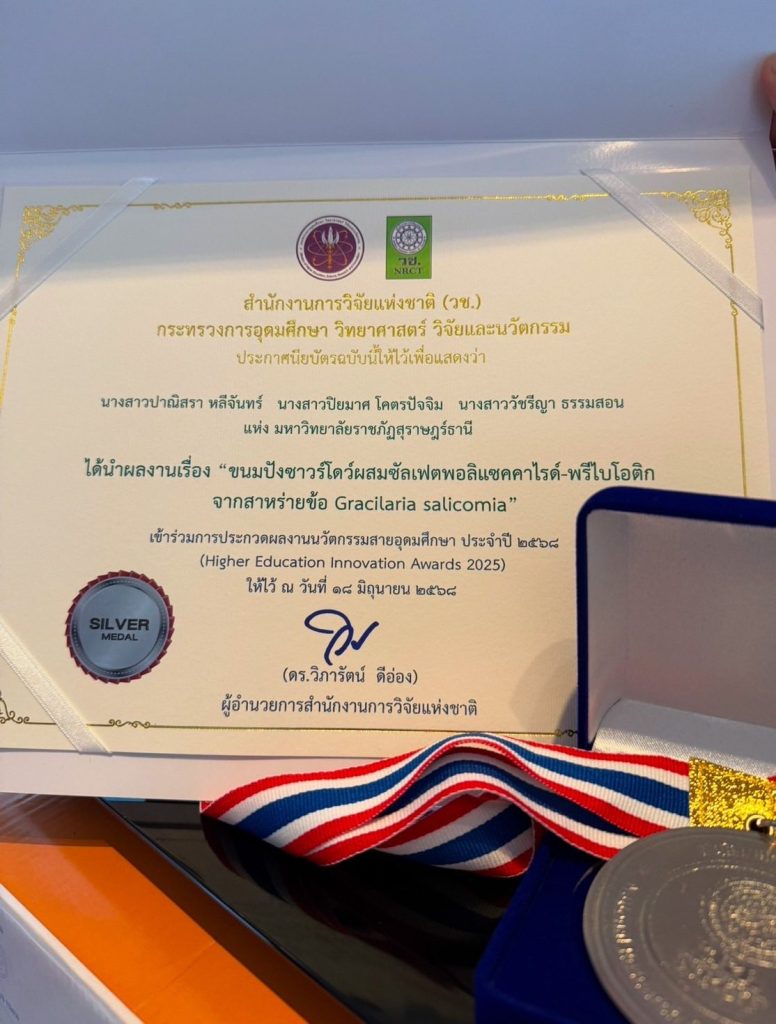 วช.
NRCT
สำนักงานการวิจัยแห่งชาติ (วช.)
กระทรวงการอุดมศึกษา วิทยาศาสตร์ วิจัยและนวัตกรรม
ประกาศนียบัตรฉบับนี้ให้ไว้เพื่อแสดงว่า
นางสาวปาณิสรา หลีจันทร์ นางสาวปิยมาศ โคตรปัจจิม นางสาววัชรีญา ธรรมสอน
แห่ง มหาวิทยาลัยราชภัฏสุราษฎร์ธานี
ได้นำผลงานเรื่อง “ขนมปังซาวร์โดว์ผสมซัลเฟตพอลิแซคคาไรด์-พรีไบโอติก
จากสาหร่ายข้อ Gracilaria salicornia”
เข้าร่วมการประกวดผลงานนวัตกรรมสายอุดมศึกษา ประจำปี ๒๕๖๘
(Higher Education Innovation Awards 2025)
ให้ไว้ ณ วันที่ ๑๘ มิถุนายน ๒๕๖๘
SILVER
MEDAL
(ดร.วิภารัตน์ ดีอ่อง)
ผู้อำนวยการสำนักงานการวิจัยแห่งชาติ